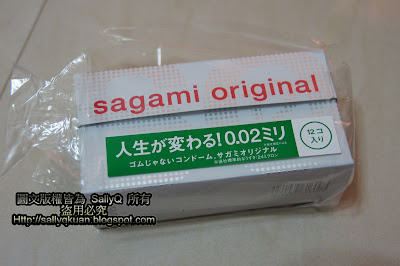 sagami original
人生が変わる!0.02ミリ
ゴムじゃないコンドーム、サガミオリジナル
12コ
入り
圖文版權皆為 SallyQ 所有
盜用必究
http://sallyqkuan.blogspot.com